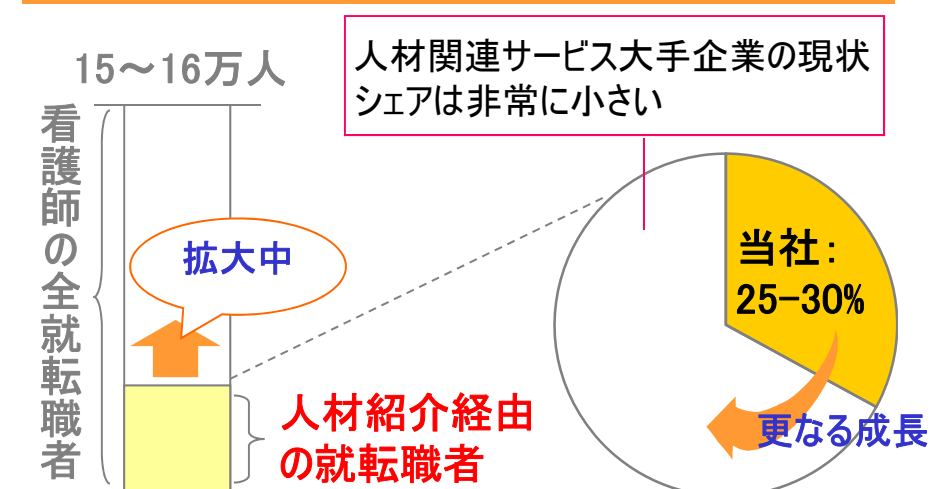 15～16万人
人材関連サービス大手企業の現状
シェアは非常に小さい
看護師の全就転職者
拡大中
当社：
25−30%
人材紹介経由
の就転職者
更なる成長